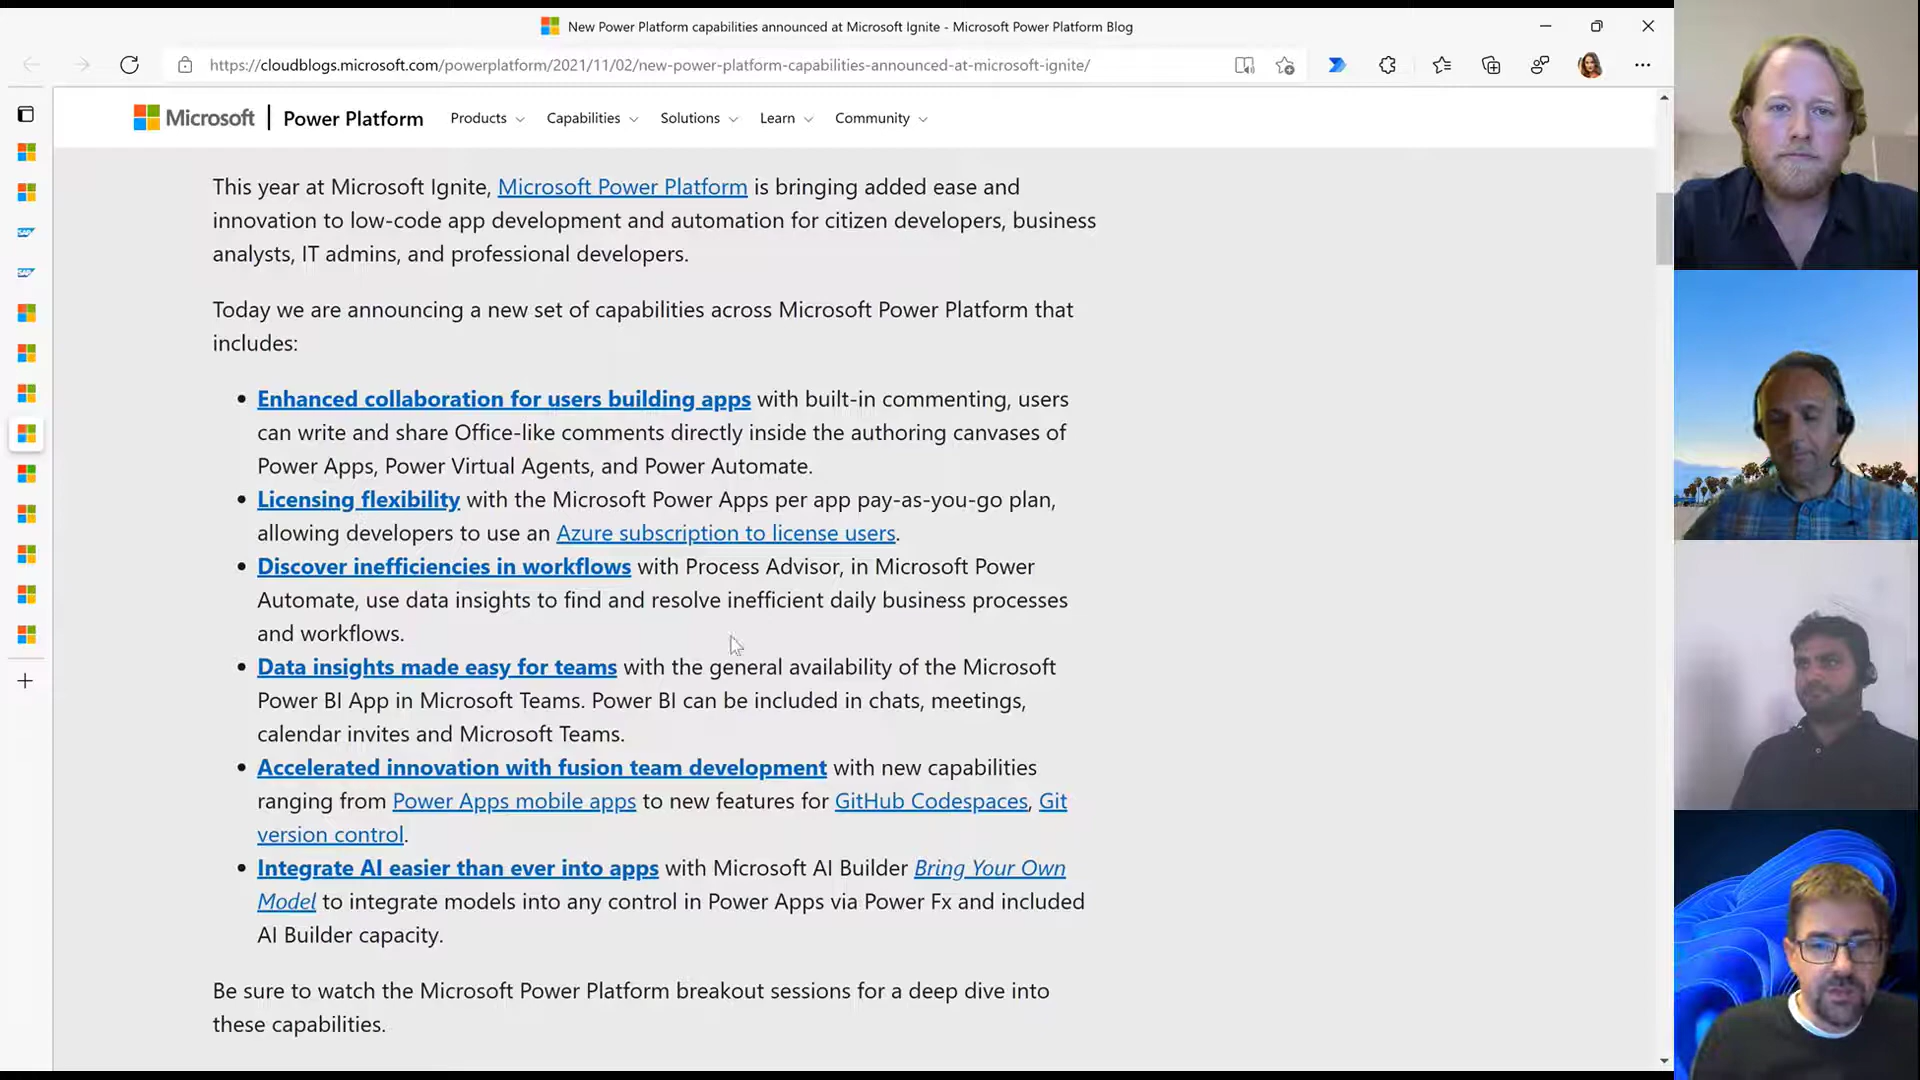 New Power Platform capabilities announced at Microsoft Ignite - Microsoft Power Platform Blog
https://cloudblogs.microsoft.com/powerplatform/2021/11/02/new-power-platform-capabilities-announced-at-microsoft-ignite/
Microsoft | Power Platform Products Capabilities Solutions Learn Community
This year at Microsoft Ignite, Microsoft Power Platform is bringing added ease and
innovation to low-code app development and automation for citizen developers, business
analysts, IT admins, and professional developers.
Today we are announcing a new set of capabilities across Microsoft Power Platform that
includes:
• Enhanced collaboration for users building apps with built-in commenting, users
can write and share Office-like comments directly inside the authoring canvases of
Power Apps, Power Virtual Agents, and Power Automate.
• Licensing flexibility with the Microsoft Power Apps per app pay-as-you-go plan,
allowing developers to use an Azure subscription to license users.
• Discover inefficiencies in workflows with Process Advisor, in Microsoft Power
Automate, use data insights to find and resolve inefficient daily business processes
and workflows.
• Data insights made easy for teams with the general availability of the Microsoft
Power BI App in Microsoft Teams. Power BI can be included in chats, meetings,
calendar invites and Microsoft Teams.
• Accelerated innovation with fusion team development with new capabilities
ranging from Power Apps mobile apps to new features for GitHub Codespaces, Git
version control.
• Integrate AI easier than ever into apps with Microsoft AI Builder Bring Your Own
Model to integrate models into any control in Power Apps via Power Fx and included
AI Builder capacity.
Be sure to watch the Microsoft Power Platform breakout sessions for a deep dive into
these capabilities.
SAP
SAP